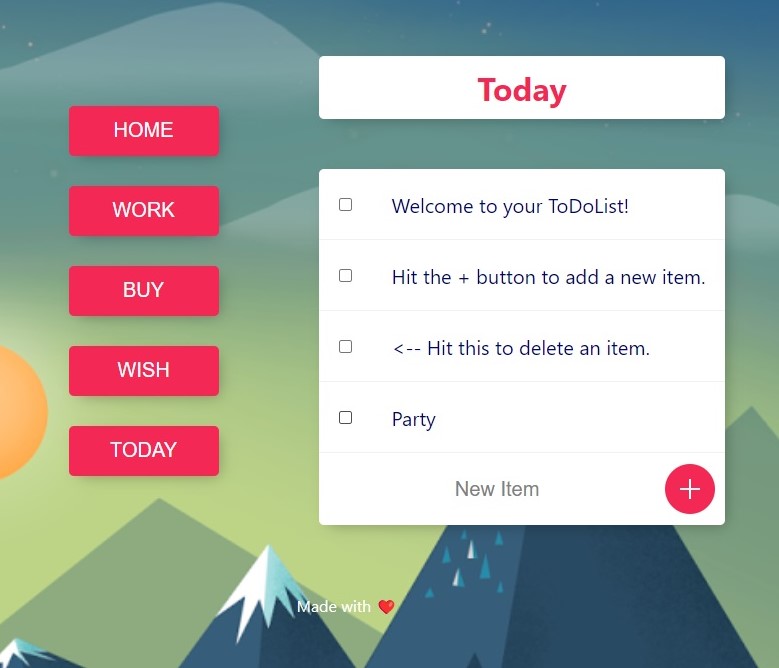 Today
HOME
WORK
BUY
WISH
TODAY
Welcome to your ToDoList!
Hit the + button to add a new item.
<-- Hit this to delete an item.
Party
New Item
+
Made with ❤️